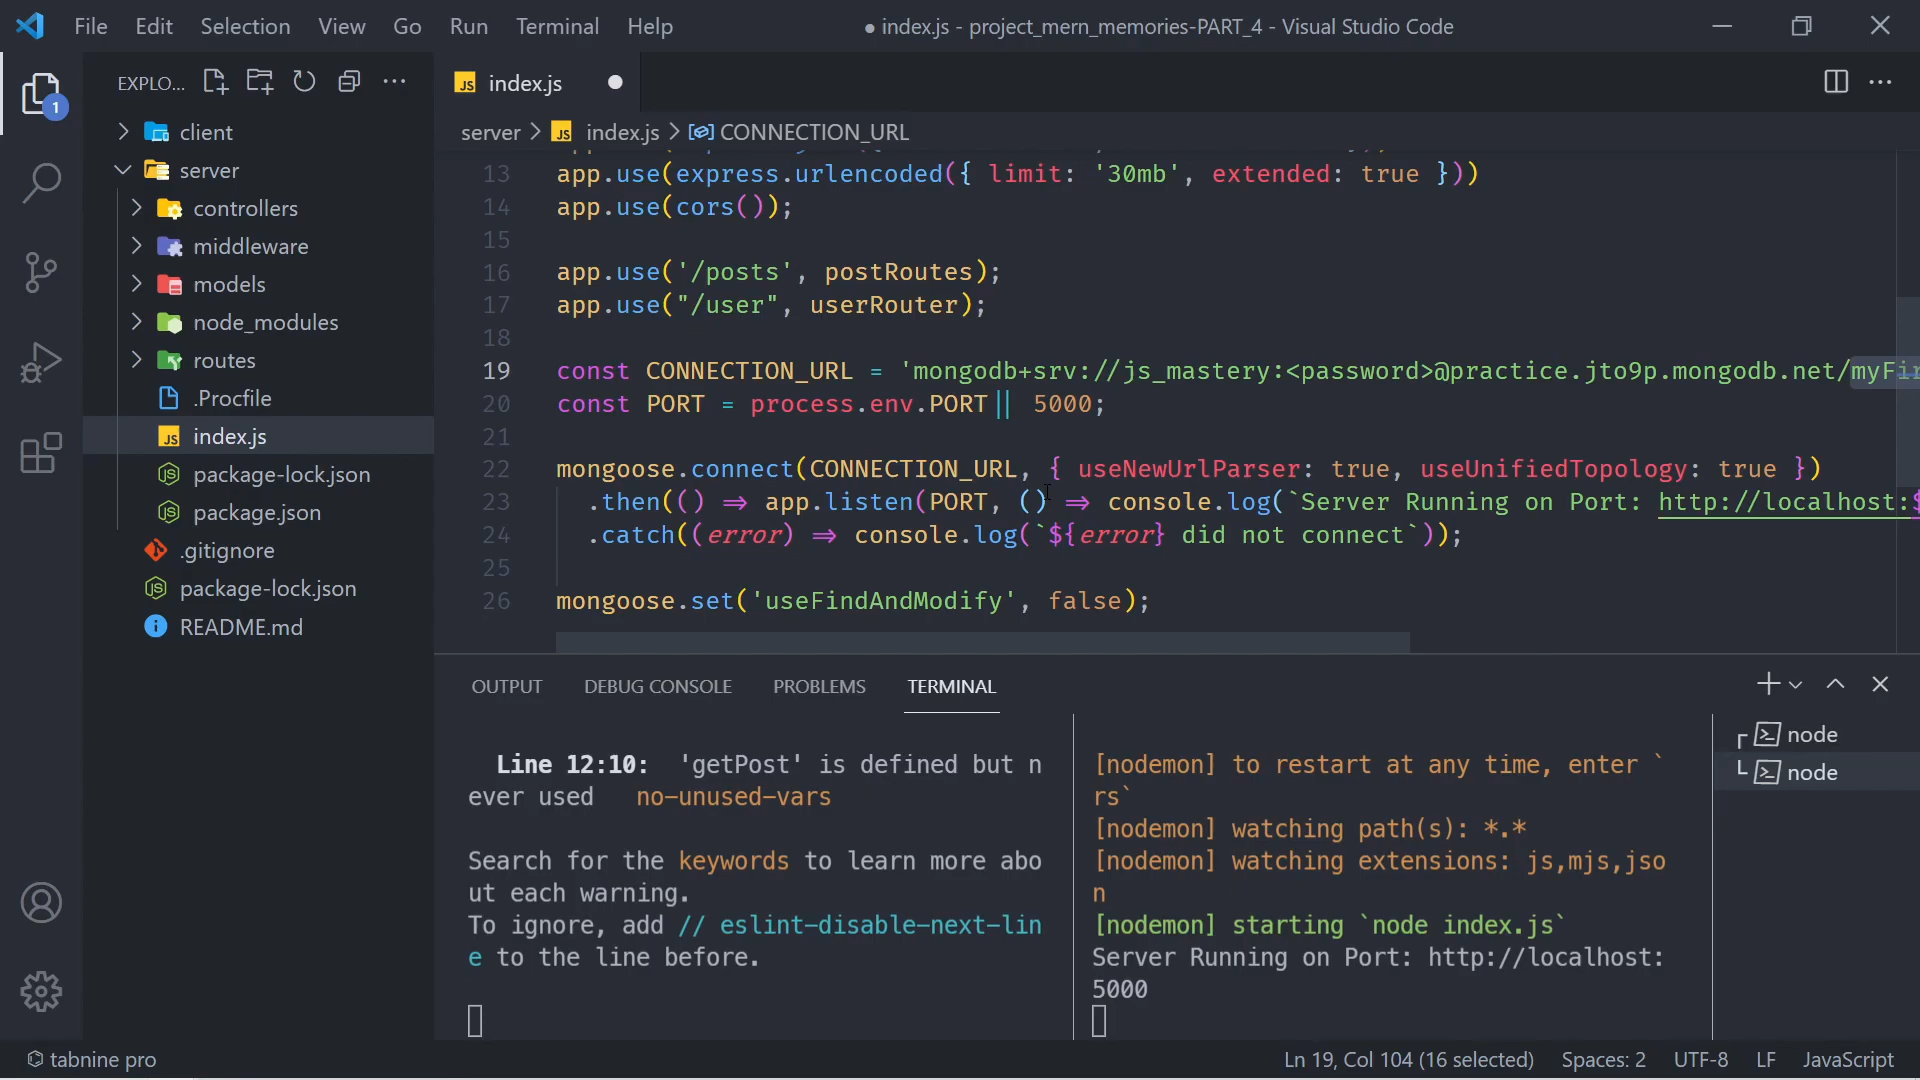 File Edit Selection View Go Run Terminal Help
● index.js - project_mern_memories-PART_4 - Visual Studio Code
EXPLO...
1
client
server
controllers
middleware
models
node_modules
routes
.Procfile
JS index.js
package-lock.json
package.json
.gitignore
package-lock.json
README.md
JS index.js
server > JS index.js > CONNECTION_URL
13 app.use(express.urlencoded({ limit: '30mb', extended: true }))
14 app.use(cors());
15
16 app.use('/posts', postRoutes);
17 app.use("/user", userRouter);
18
19 const CONNECTION_URL = 'mongodb+srv://js_mastery:<password>@practice.jto9p.mongodb.net/myFir
20 const PORT = process.env.PORT|| 5000;
21
22 mongoose.connect(CONNECTION_URL, { useNewUrlParser: true, useUnifiedTopology: true })
23 .then(() => app.listen(PORT, () => console.log(`Server Running on Port: http://localhost:$
24 .catch((error) => console.log(`${error} did not connect`));
25
26 mongoose.set('useFindAndModify', false);
OUTPUT DEBUG CONSOLE PROBLEMS TERMINAL
Line 12:10: 'getPost' is defined but n
ever used no-unused-vars
Search for the keywords to learn more abo
ut each warning.
To ignore, add // eslint-disable-next-lin
e to the line before.
[nodemon] to restart at any time, enter `
rs`
[nodemon] watching path(s): *.*
[nodemon] watching extensions: js,mjs,jso
n
[nodemon] starting `node index.js`
Server Running on Port: http://localhost:
5000
node
node
tabnine pro
Ln 19, Col 104 (16 selected) Spaces: 2 UTF-8 LF JavaScript